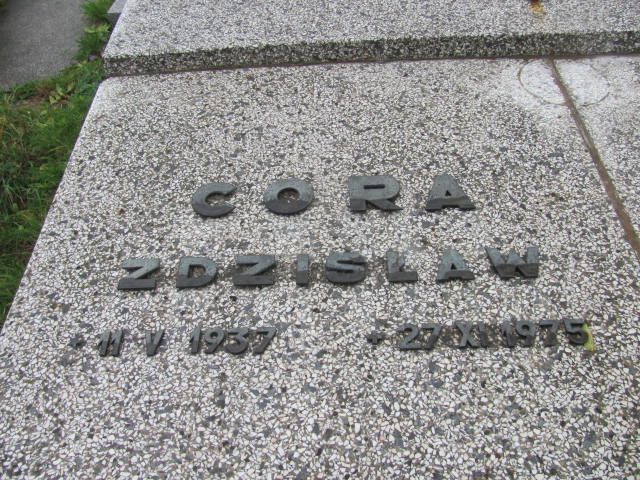 CORA
ZDZISŁAW
* 11 V 1937 + 27 XI 1975